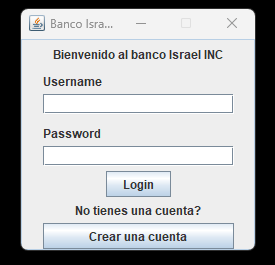 Banco Isra...
Bienvenido al banco Israel INC
Username
Password
Login
No tienes una cuenta?
Crear una cuenta